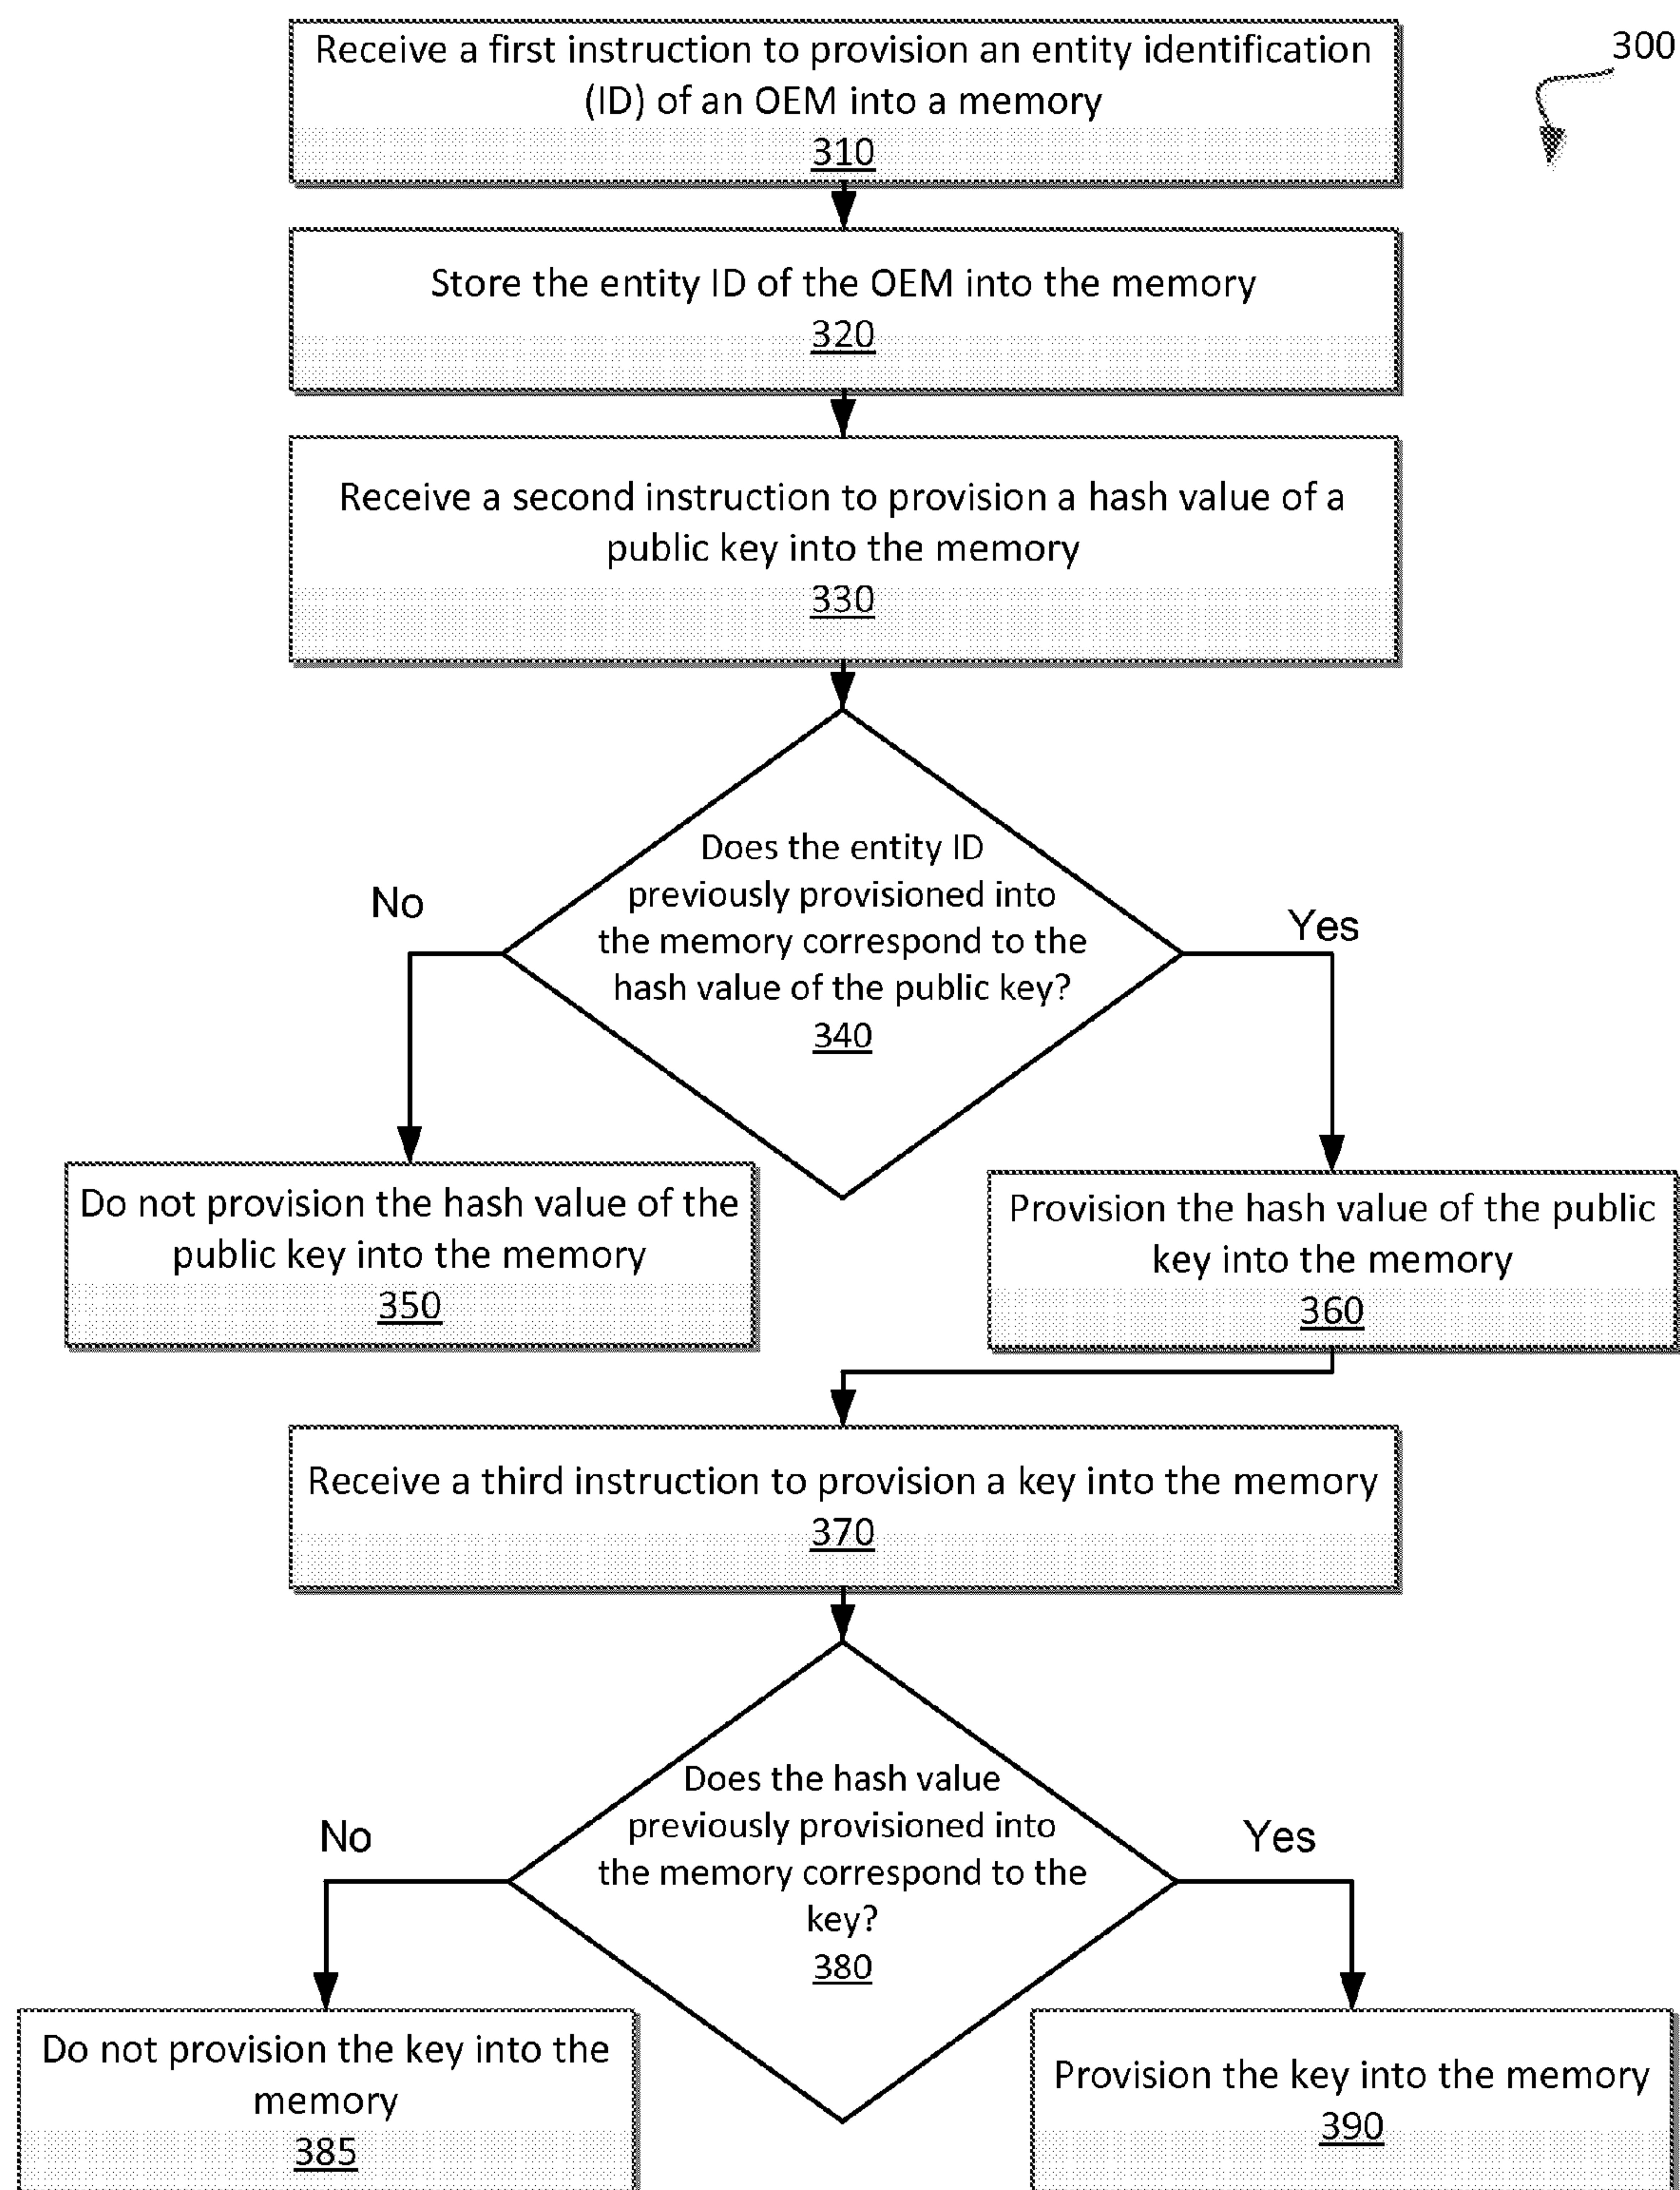 Receive a first instruction to provision an entity identification
(ID) of an OEM into a memory
310
300
Store the entity ID of the OEM into the memory
320
Receive a second instruction to provision a hash value of a
public key into the memory
330
Does the entity ID
previously provisioned into
the memory correspond to the
hash value of the public key?
340
No
Yes
Do not provision the hash value of the
public key into the memory
350
Provision the hash value of the public
key into the memory
360
Receive a third instruction to provision a key into the memory
370
Does the hash value
previously provisioned into
the memory correspond to the
key?
380
No
Yes
Do not provision the key into the
memory
385
Provision the key into the memory
390